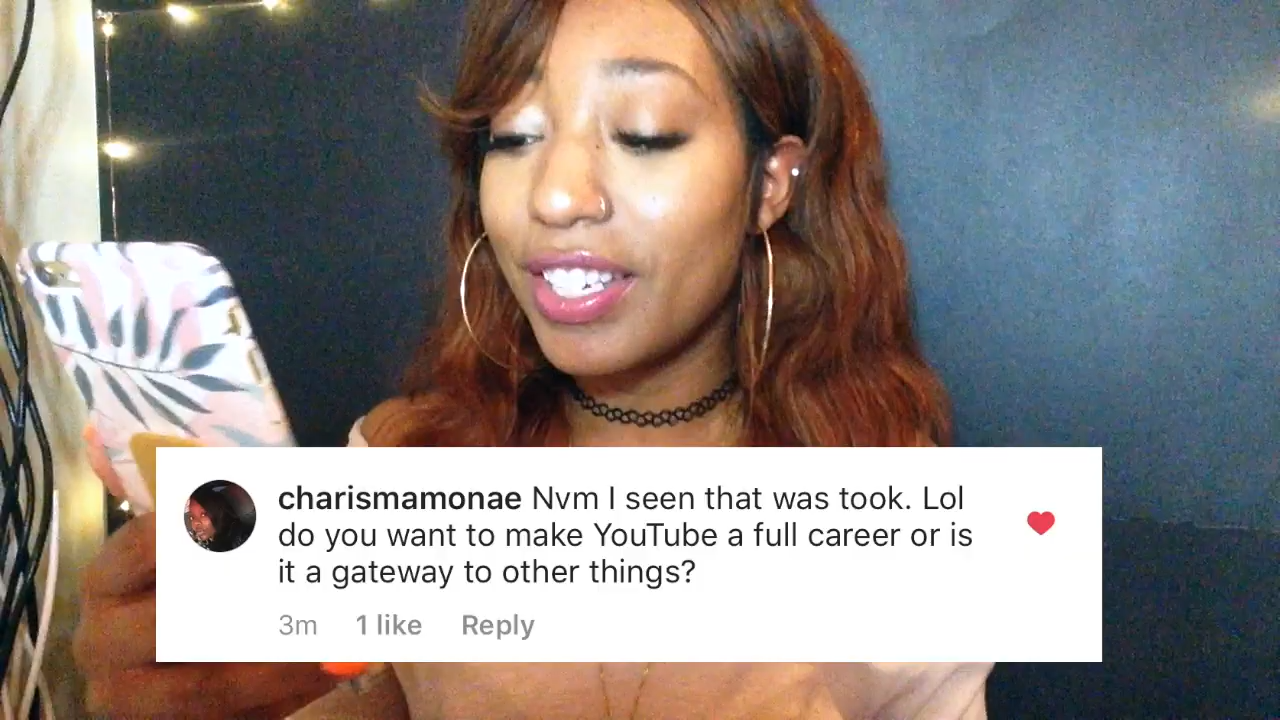 charismamonae Nvm I seen that was took. Lol
do you want to make YouTube a full career or is
it a gateway to other things?
3m 1 like Reply